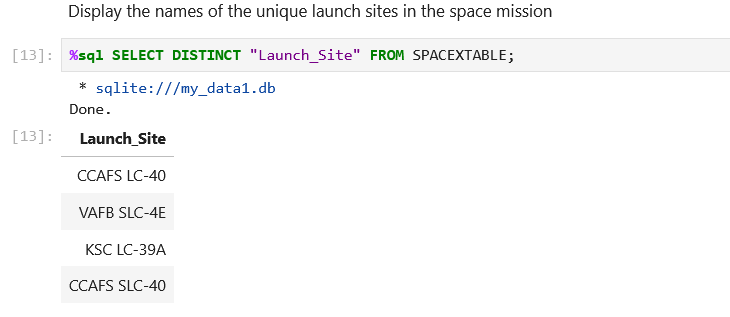 Display the names of the unique launch sites in the space mission
[13]: %sql SELECT DISTINCT "Launch_Site" FROM SPACEXTABLE;
* sqlite:///my_data1.db
Done.
[13]: Launch_Site
CCAFS LC-40
VAFB SLC-4E
KSC LC-39A
CCAFS SLC-40